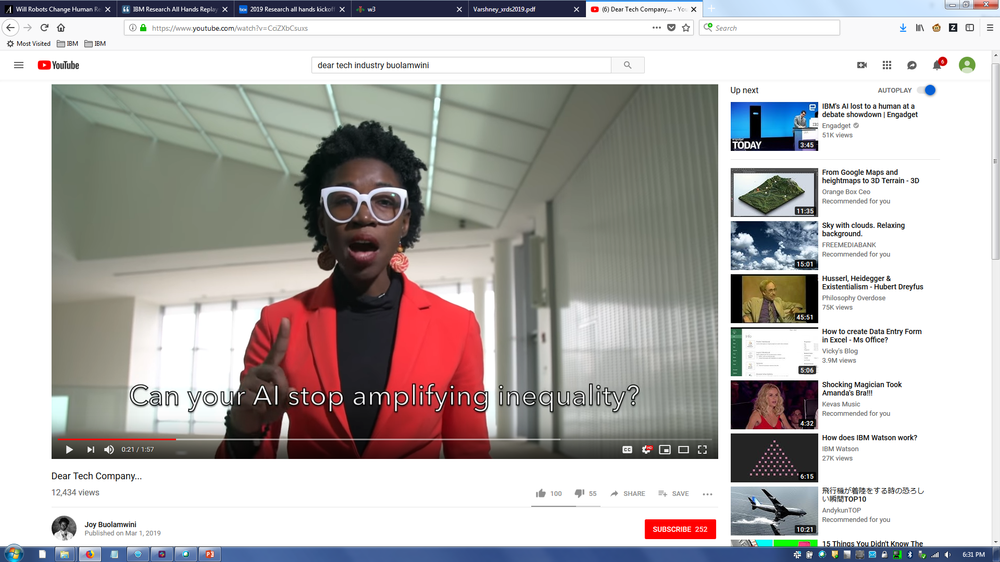 Will Robots Change Human Re
IBM Research All Hands Replay
2019 Research all hands kickoff
w3
Varshney_xrds2019.pdf
(6) Dear Tech Company... - You
https://www.youtube.com/watch?v=CciZXbCsuxs
Search
Most Visited
IBM
IBM
YouTube
dear tech industry buolamwini
6
Up next
AUTOPLAY
IBM's AI lost to a human at a
debate showdown | Engadget
Engadget
51K views
engadget
TODAY
3:45
From Google Maps and
heightmaps to 3D Terrain - 3D
Orange Box Ceo
Recommended for you
11:35
Sky with clouds. Relaxing
background.
FREEMEDIABANK
Recommended for you
15:01
Husserl, Heidegger &
Existentialism - Hubert Dreyfus
Philosophy Overdose
75K views
45:51
How to create Data Entry Form
in Excel - Ms Office?
Vicky's Blog
3.9M views
Info
5:06
Shocking Magician Took
Amanda's Bra!!!
Kevas Music
Recommended for you
4:32
How does IBM Watson work?
IBM Watson
27K views
6:15
飛行機が着陸をする時の恐ろし
い瞬間TOP10
AndykunTOP
Recommended for you
10:21
15 Things You Didn't Know The
Can your AI stop amplifying inequality?
0:21 / 1:57
CC
HD
Dear Tech Company...
12,434 views
100
55
SHARE
SAVE
Joy Buolamwini
Published on Mar 1, 2019
SUBSCRIBE 252
6:31 PM